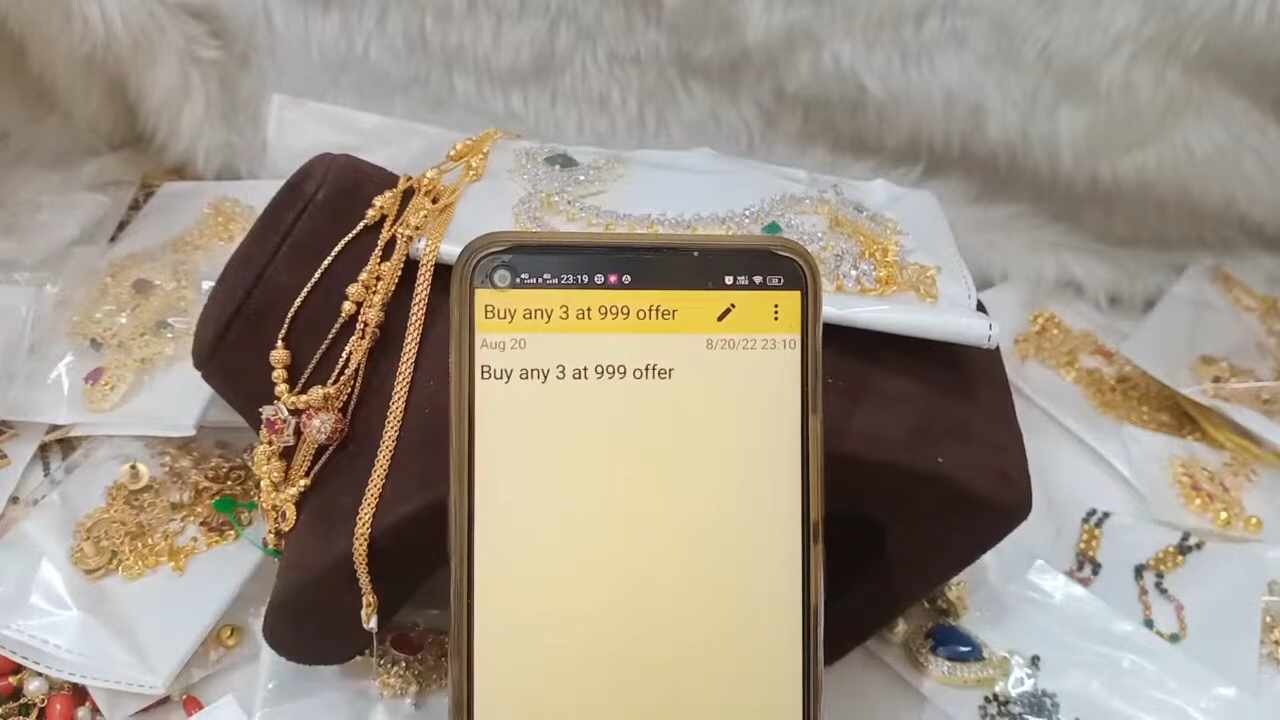 23:19
Buy any 3 at 999 offer
Aug 20 8/20/22 23:10
Buy any 3 at 999 offer